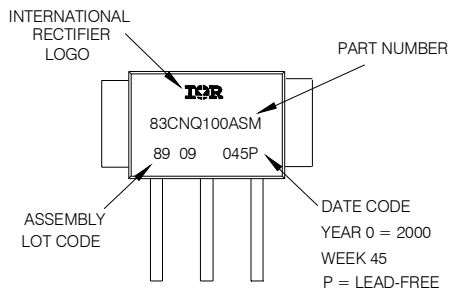 INTERNATIONAL
RECTIFIER
LOGO
PART NUMBER
IOR
83CNQ100ASM
89 09 045P
ASSEMBLY
LOT CODE
DATE CODE
YEAR 0 = 2000
WEEK 45
P = LEAD-FREE